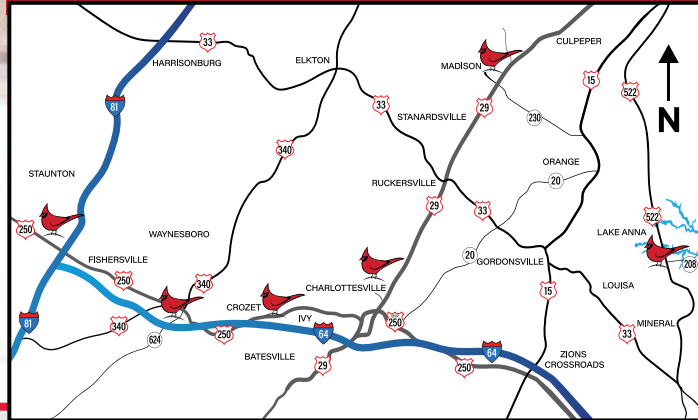 CULPEPER
33
HARRISONBURG
ELKTON
MADISON
15
522
N
81
33
29
230
STANARDSVILLE
340
ORANGE
STAUNTON
RUCKERSVILLE
20
29
33
522
250
WAYNESBORO
LAKE ANNA
20
FISHERSVILLE
GORDONSVILLE
208
250
340
CHARLOTTESVILLE
15
LOUISA
CROZET
IVY
81
340
250
64
250
MINERAL
33
624
BATESVILLE
29
64
250
ZIONS
CROSSROADS